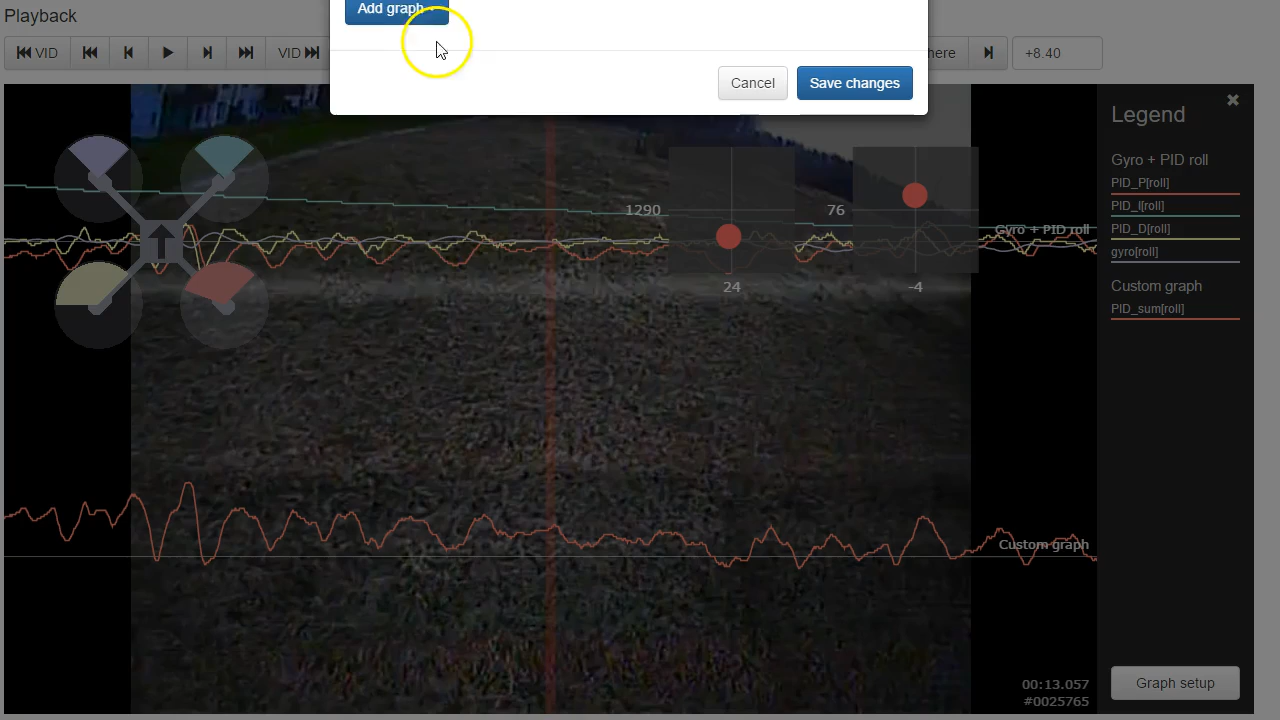 Playback
Add graph
VID
VID
here
+8.40
Cancel
Save changes
Legend
Gyro + PID roll
PID_P[roll]
PID_I[roll]
PID_D[roll]
gyro[roll]
Custom graph
PID_sum[roll]
1290
76
Gyro + PID roll
24
-4
Custom graph
00:13.057
#0025765
Graph setup